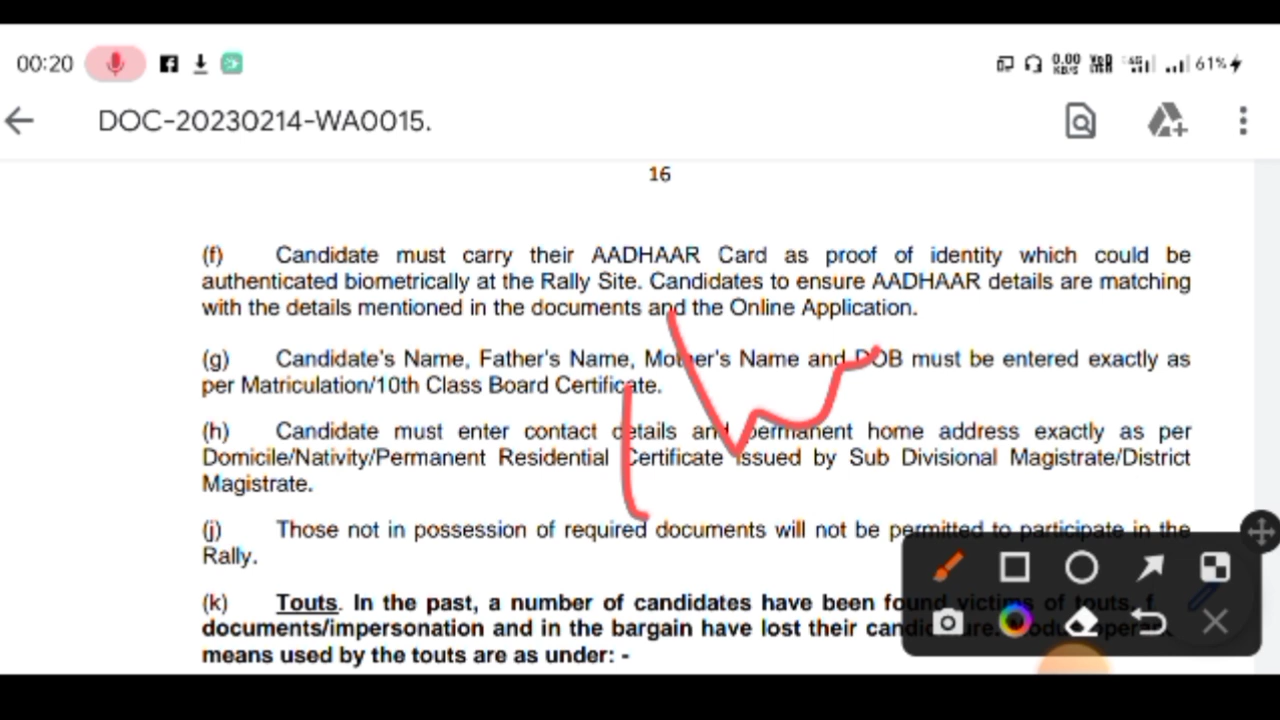 00:20
0.00 KB/S
4G
61%
DOC-20230214-WA0015.
16
(f) Candidate must carry their AADHAAR Card as proof of identity which could be
authenticated biometrically at the Rally Site. Candidates to ensure AADHAAR details are matching
with the details mentioned in the documents and the Online Application.
(g) Candidate's Name, Father's Name, Mother's Name and DOB must be entered exactly as
per Matriculation/10th Class Board Certificate.
(h) Candidate must enter contact details and permanent home address exactly as per
Domicile/Nativity/Permanent Residential Certificate issued by Sub Divisional Magistrate/District
Magistrate.
(j) Those not in possession of required documents will not be permitted to participate in the
Rally.
(k) Touts. In the past, a number of candidates have been found victims of touts,
documents/impersonation and in the bargain have lost their
means used by the touts are as under: -